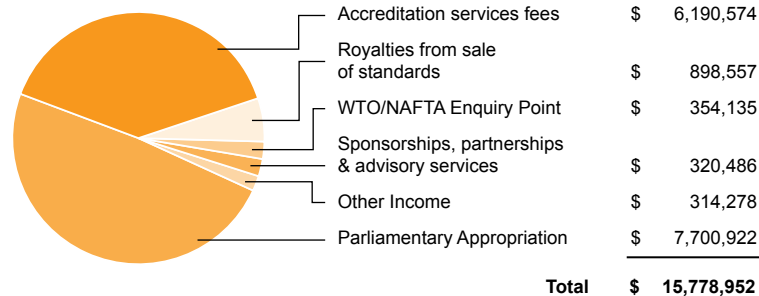 Accreditation services fees $ 6,190,574
Royalties from sale
of standards $ 898,557
WTO/NAFTA Enquiry Point $ 354,135
Sponsorships, partnerships
& advisory services $ 320,486
Other Income $ 314,278
Parliamentary Appropriation $ 7,700,922
Total $ 15,778,952